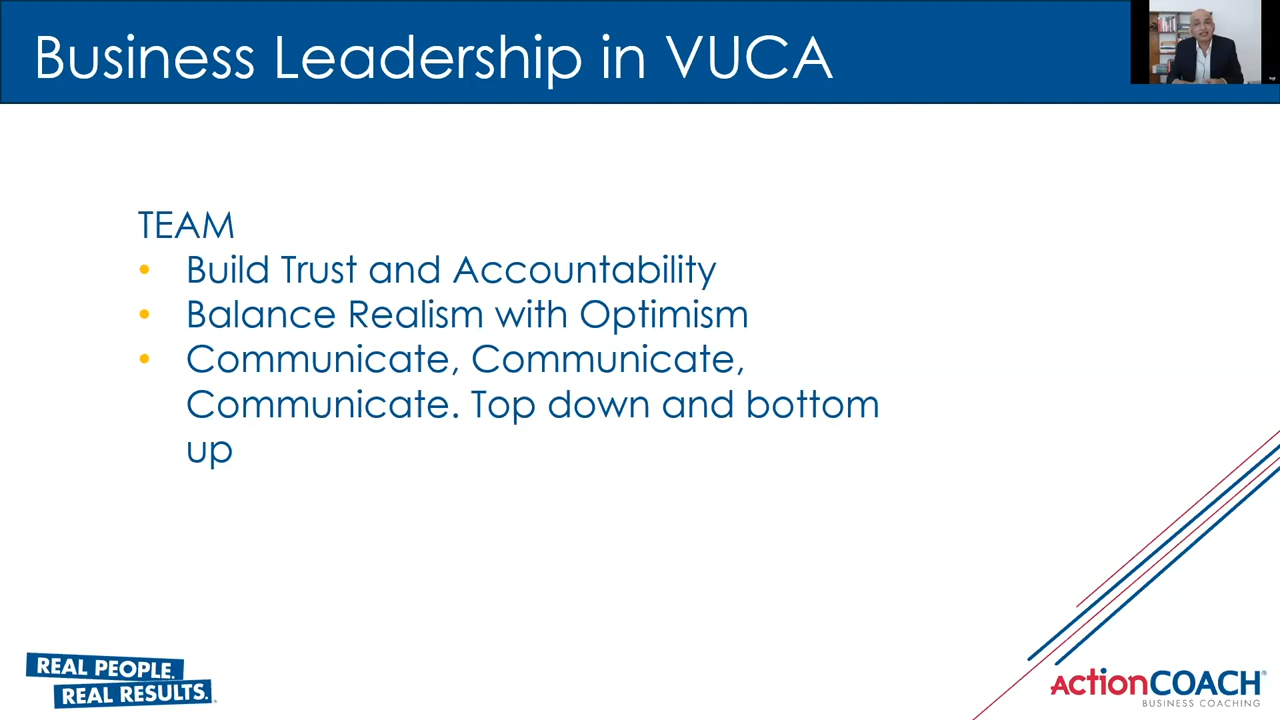 Business Leadership in VUCA
TEAM
• Build Trust and Accountability
• Balance Realism with Optimism
• Communicate, Communicate,
Communicate. Top down and bottom
up
REAL PEOPLE.
REAL RESULTS.
ActionCOACH®
BUSINESS COACHING